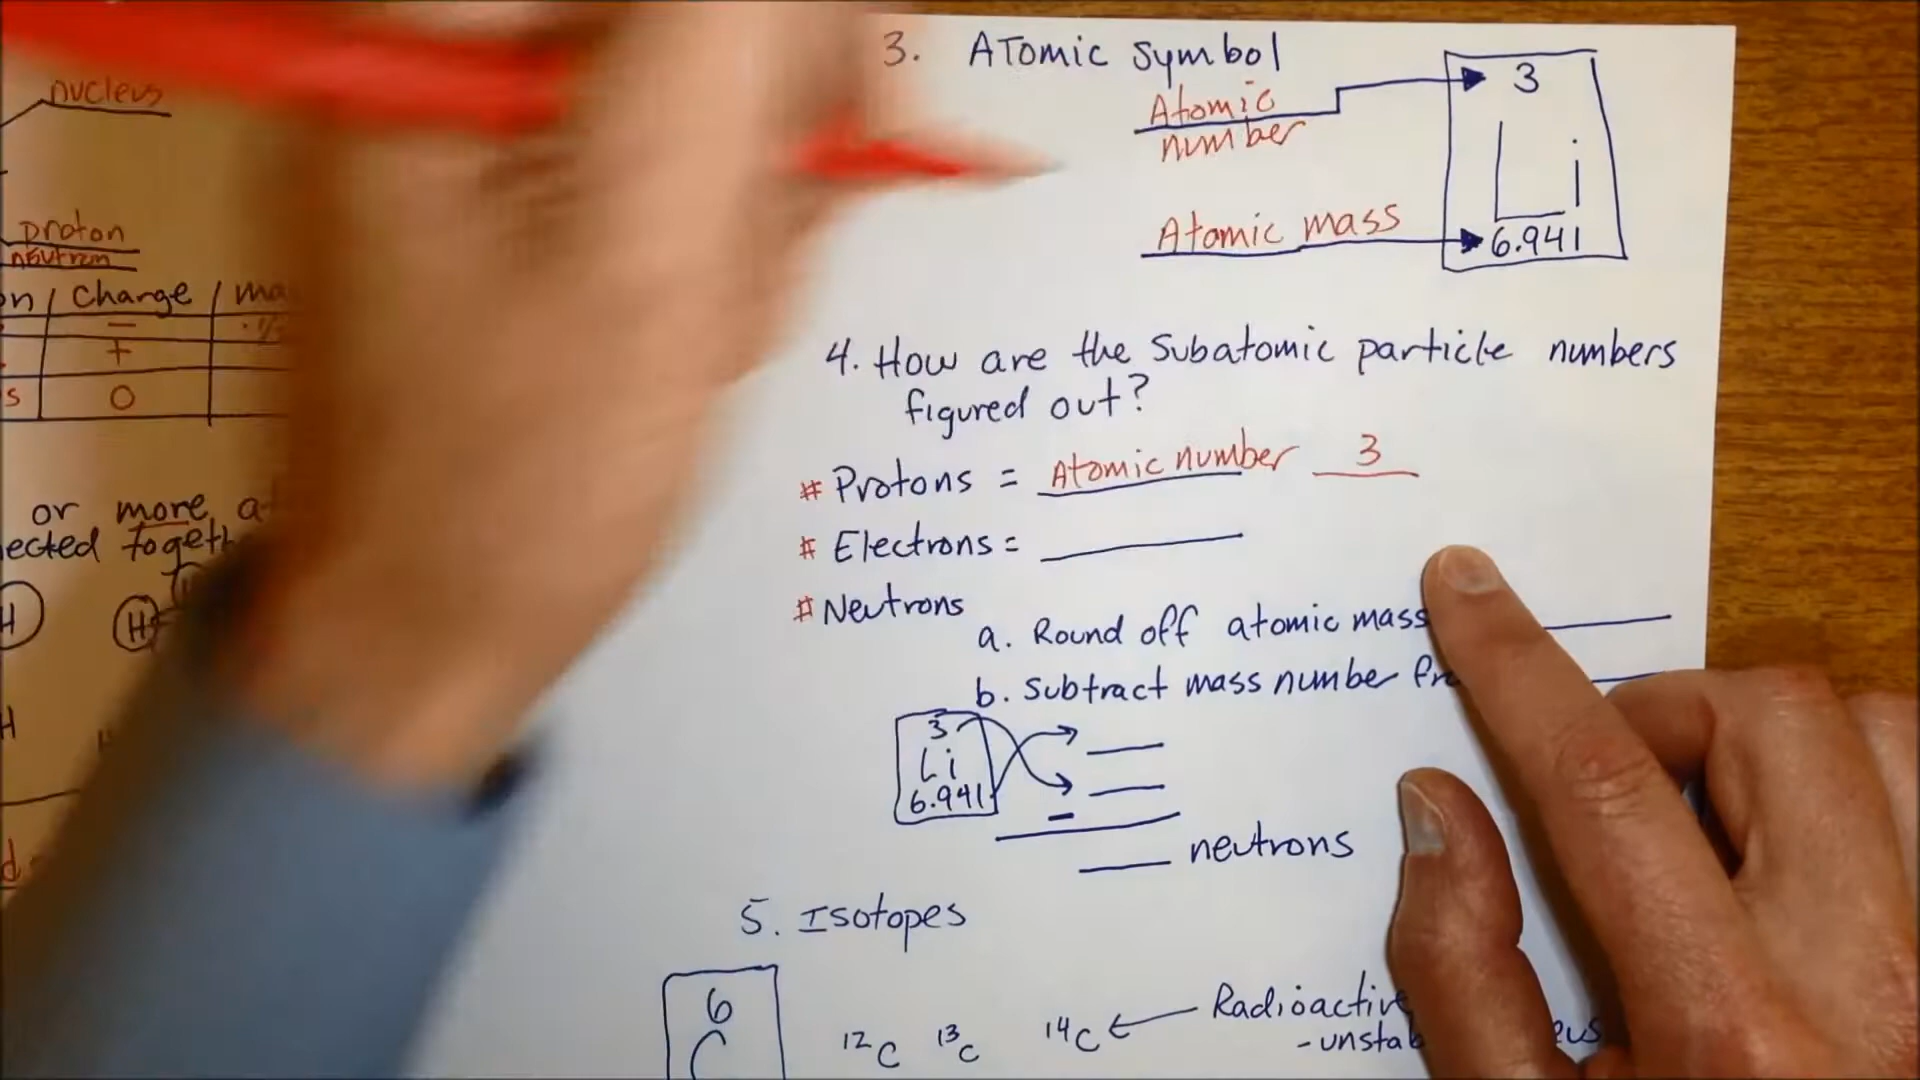 nucleus
proton
neutron
Charge
-
+
0
or more
together
H
H
H
3. Atomic symbol
Atomic number
3
Li
Atomic mass
6.941
4. How are the subatomic particle numbers
figured out?
# Protons = Atomic number 3
# Electrons =
# Neutrons
a. Round off atomic mass
b. Subtract mass number
3
Li
6.941
-
neutrons
5. Isotopes
6
C
12C 13C 14C
Radioactive